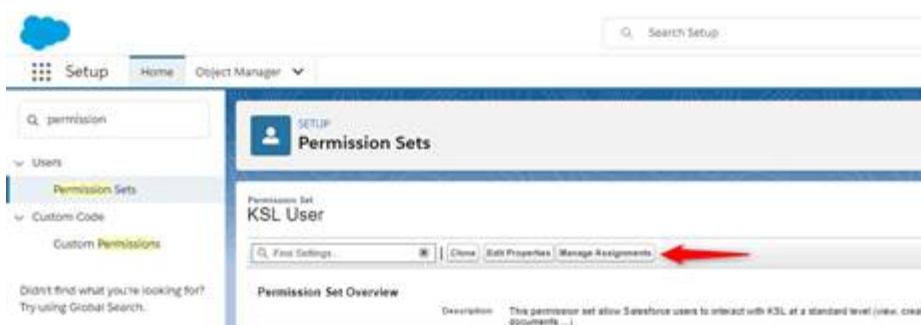 Search Setup
Setup Home Object Manager
permission
SETUP
Permission Sets
Users
Permission Sets
Custom Code
Custom Permissions
Didn't find what you're looking for?
Try using Global Search.
Permission Set
KSL User
Find Settings...
Clone Edit Properties Manage Assignments
Permission Set Overview
Description This permission set allow Salesforce users to interact with KSL at a standard level (view, crea
documents ...)